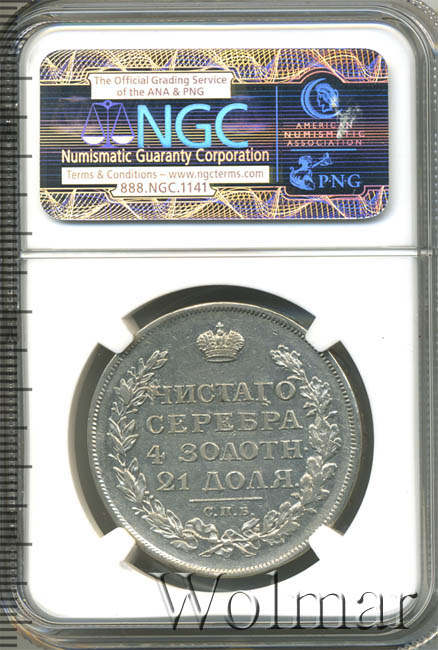 The Official Grading Service
of the ANA & PNG
NGC
Numismatic Guaranty Corporation
Terms & Conditions – www.ngcterms.com
888.NGC.1141
AMERICAN
NUMISMATIC
ASSOCIATION
PNG
ЧИСТАГО
СЕРЕБРА
4 ЗОЛОТН.
21 ДОЛЯ.
С.П.Б.
Wolmar